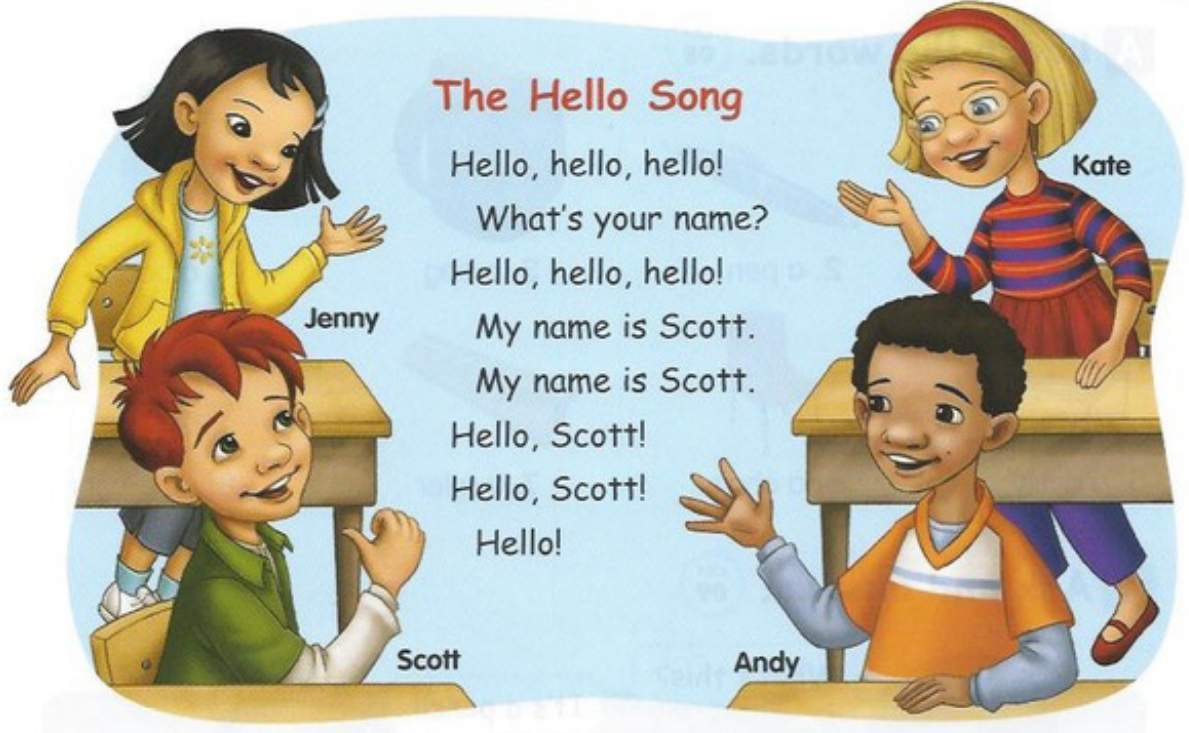 The Hello Song
Hello, hello, hello!
What's your name?
Hello, hello, hello!
My name is Scott.
My name is Scott.
Hello, Scott!
Hello, Scott!
Hello!
Jenny
Kate
Scott
Andy